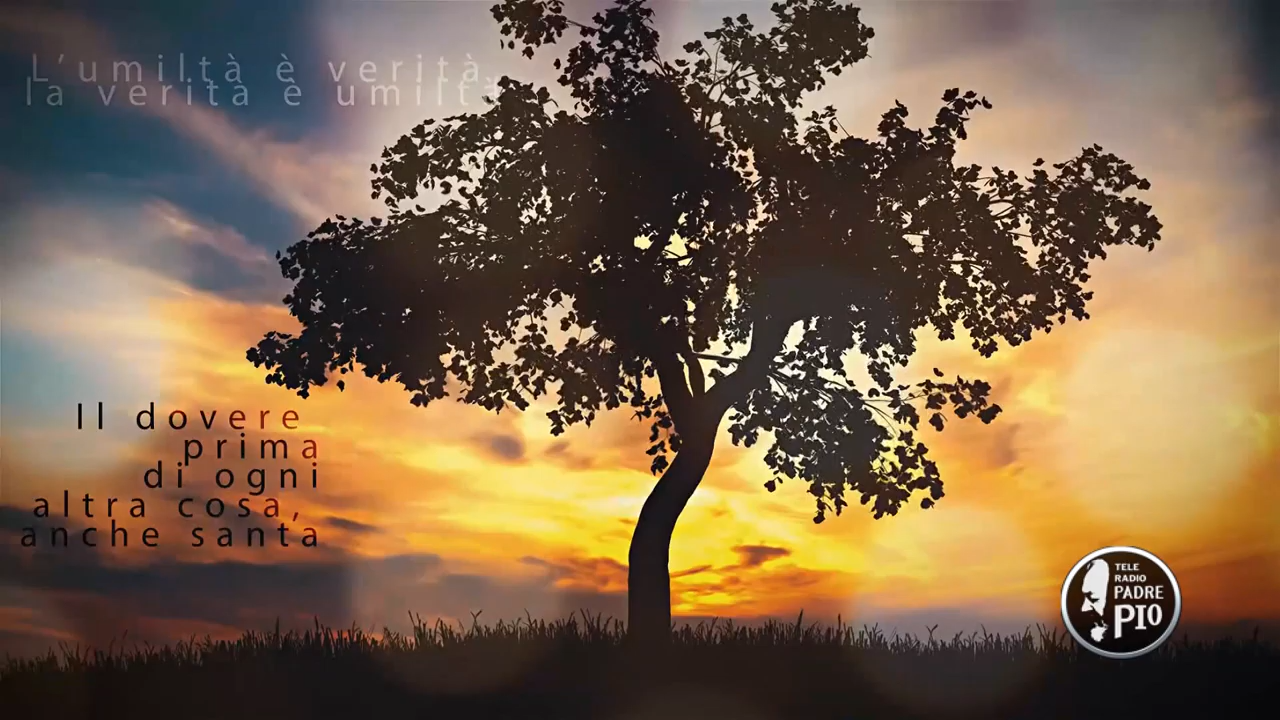 L'umiltà è verità,
la verità è umiltà
Il dovere
prima
di ogni
altra cosa,
anche santa
TELE
RADIO
PADRE
PIO